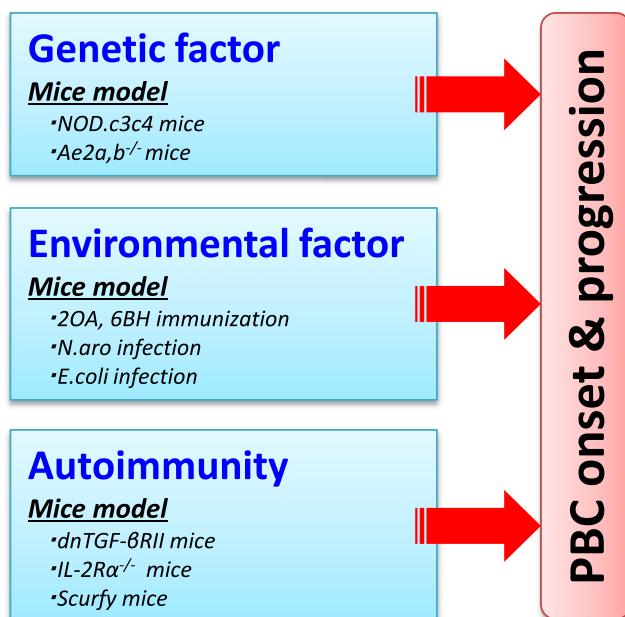 Genetic factor
Mice model
・NOD.c3c4 mice
・Ae2a,b-/- mice
Environmental factor
Mice model
・2OA, 6BH immunization
・N.aro infection
・E.coli infection
Autoimmunity
Mice model
・dnTGF-βRII mice
・IL-2Rα-/- mice
・Scurfy mice
PBC onset & progression